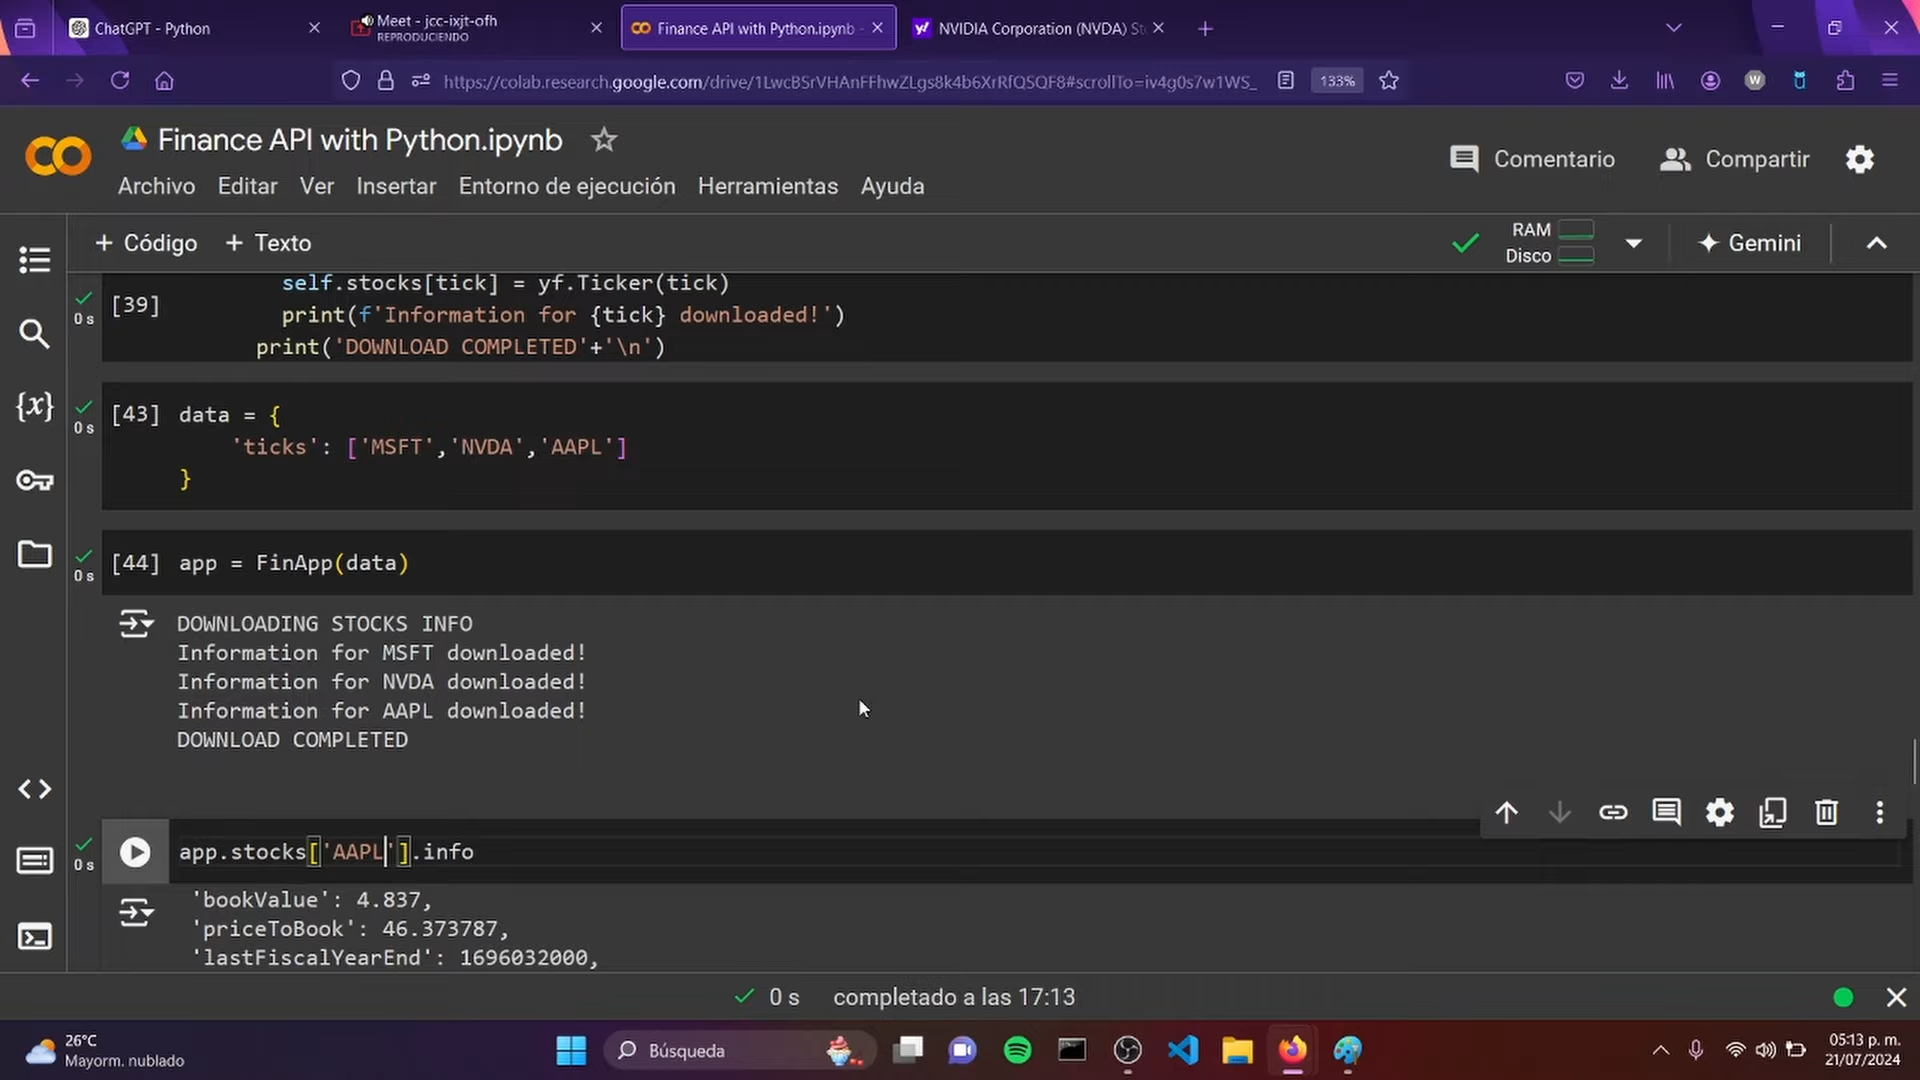 ChatGPT - Python
Meet - jcc-ixjt-ofh
REPRODUCIENDO
Finance API with Python.ipynb -
NVIDIA Corporation (NVDA) St
https://colab.research.google.com/drive/1LwcBSrVHAnFFhwZLgs8k4b6XrRfQSQF8#scrollTo=iv4g0s7w1WS_
133%
Finance API with Python.ipynb
Comentario
Compartir
Archivo Editar Ver Insertar Entorno de ejecución Herramientas Ayuda
+ Código + Texto
RAM
Disco
Gemini
self.stocks[tick] = yf.Ticker(tick)
[39]
0 s
print(f'Information for {tick} downloaded!')
print('DOWNLOAD COMPLETED'+'\n')
[43] data = {
0 s
'ticks': ['MSFT','NVDA','AAPL']
}
[44] app = FinApp(data)
0 s
DOWNLOADING STOCKS INFO
Information for MSFT downloaded!
Information for NVDA downloaded!
Information for AAPL downloaded!
DOWNLOAD COMPLETED
app.stocks['AAPL'].info
0 s
'bookValue': 4.837,
'priceToBook': 46.373787,
'lastFiscalYearEnd': 1696032000,
0 s completado a las 17:13
26°C
Mayorm. nublado
Búsqueda
05:13 p. m.
21/07/2024